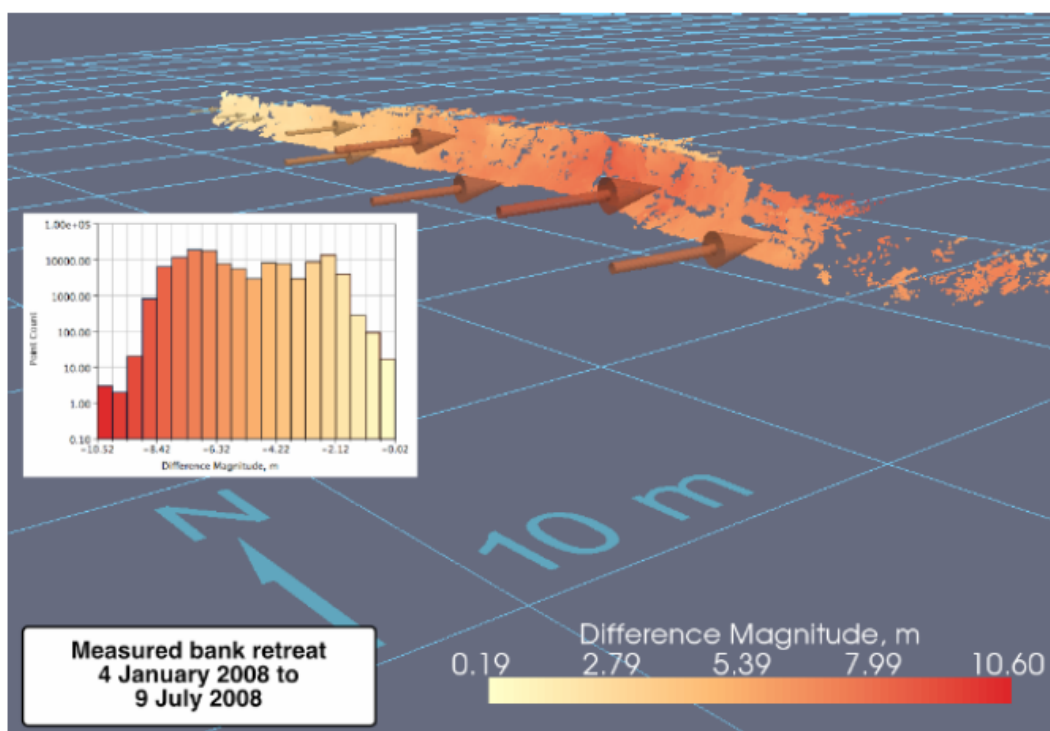 1.00e+05
10000.00
1000.00
100.00
10.00
1.00
0.10
Point Count
−10.52 −8.42 −6.32 −4.22 −2.12 −0.02
Difference Magnitude, m
N
10 m
Measured bank retreat
4 January 2008 to
9 July 2008
Difference Magnitude, m
0.19 2.79 5.39 7.99 10.60